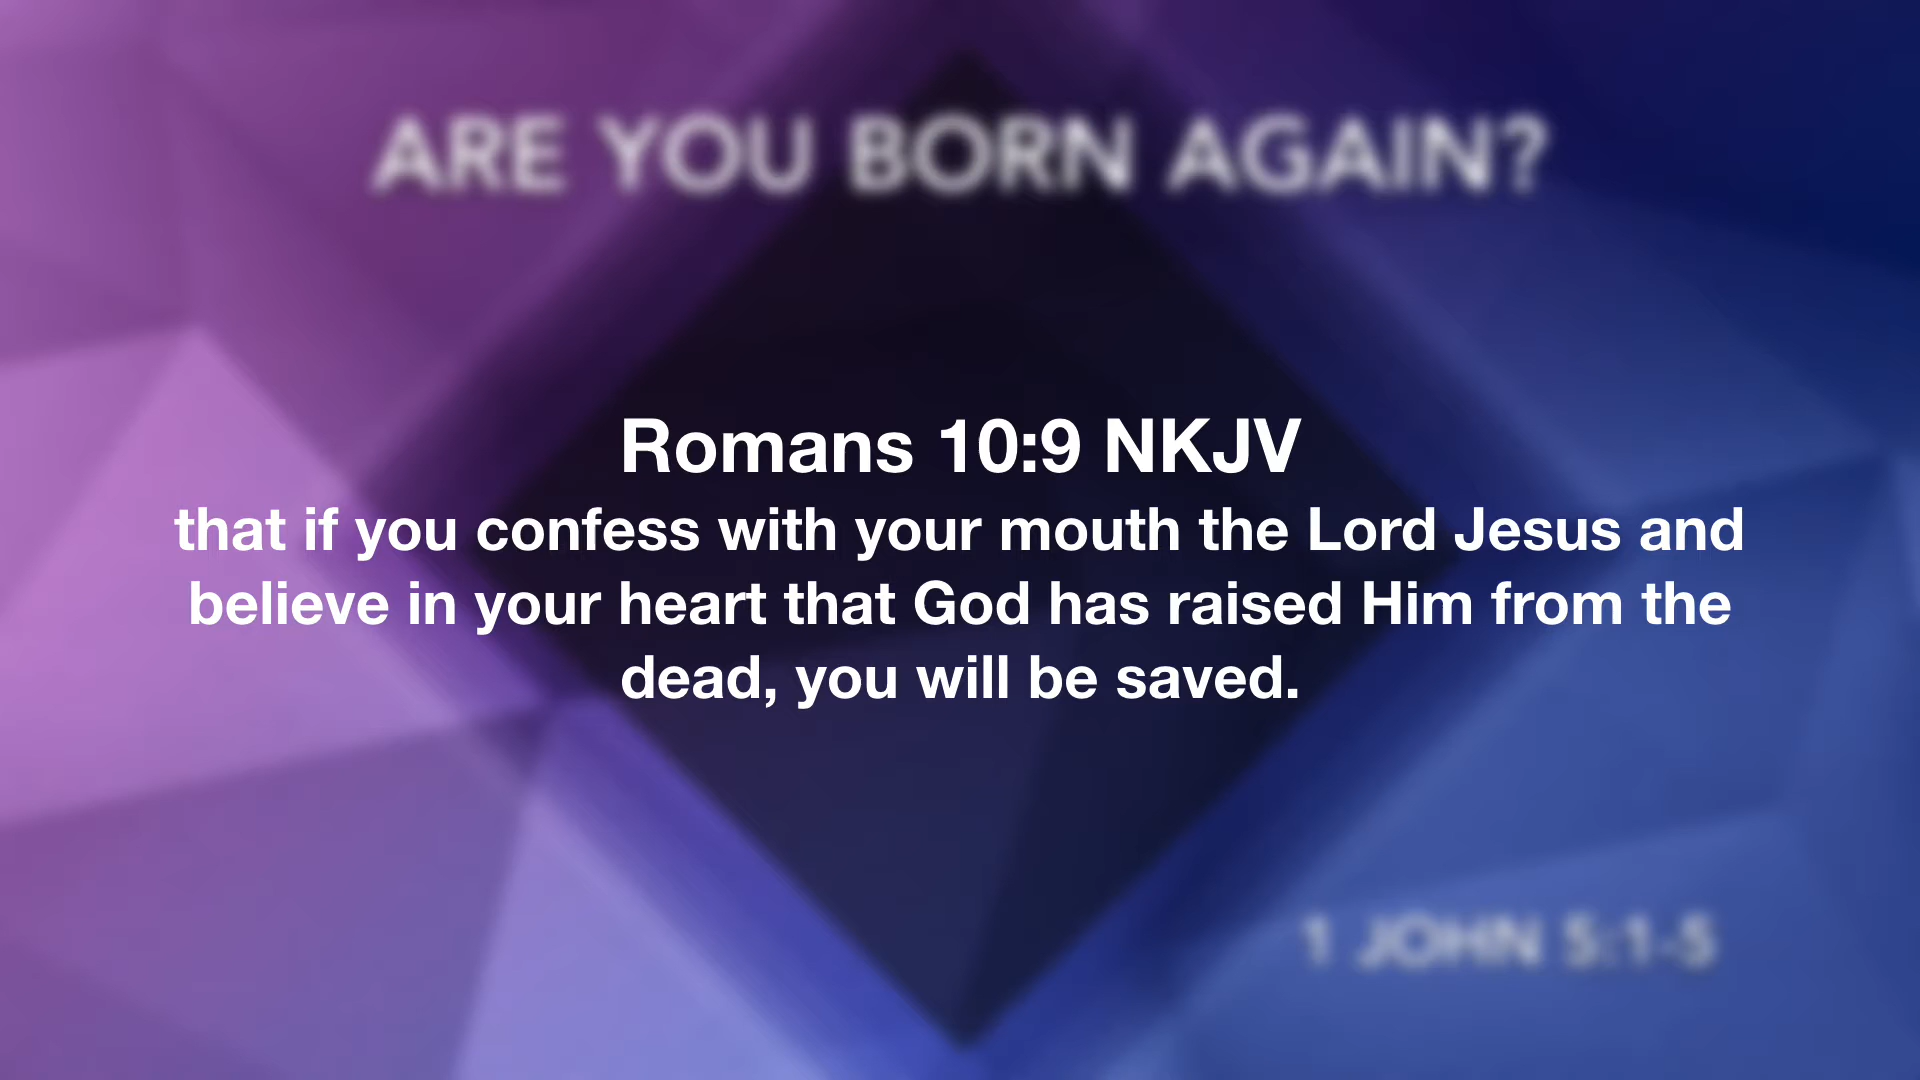 ARE YOU BORN AGAIN?
Romans 10:9 NKJV
that if you confess with your mouth the Lord Jesus and
believe in your heart that God has raised Him from the
dead, you will be saved.
1 JOHN 5:1-5